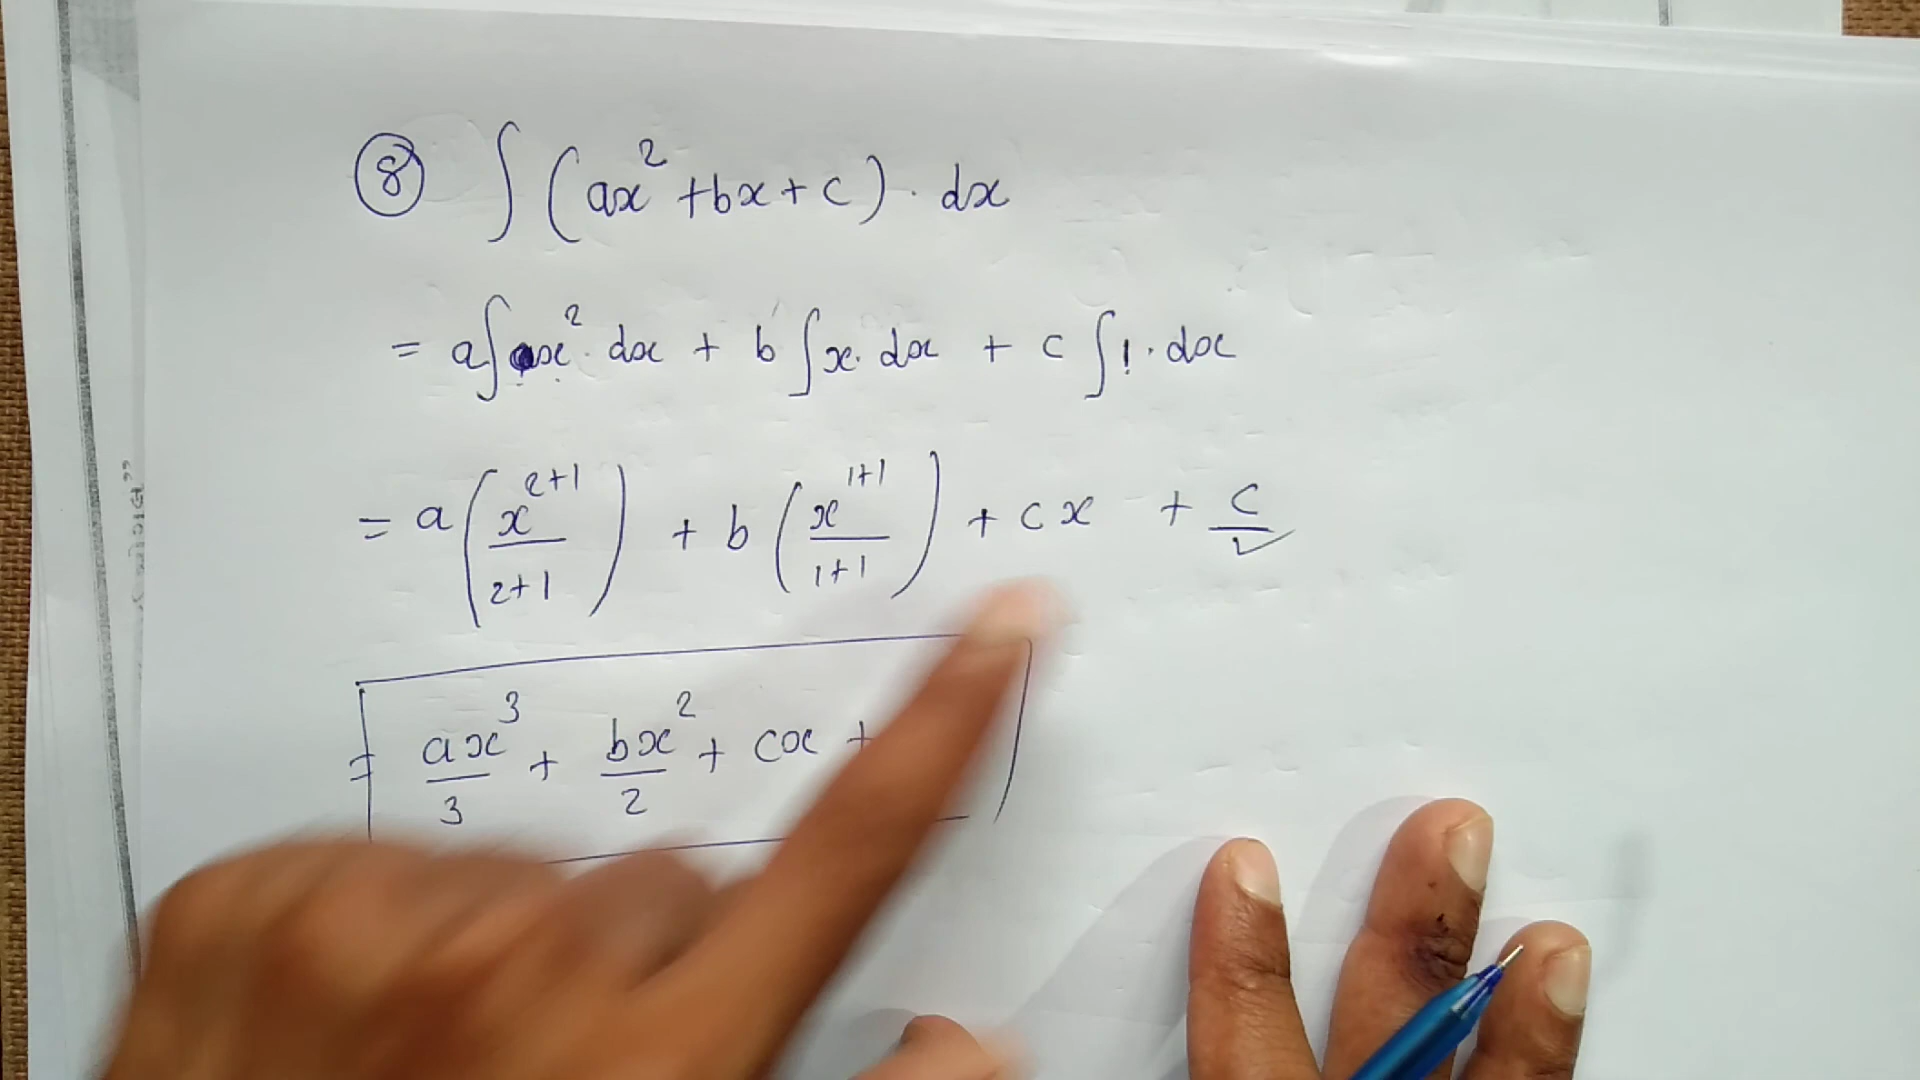 ⑧ ∫ (ax² + bx + c) · dx
= a∫ x² · dx + b ∫ x · dx + c ∫ 1 · dx
= a (x^(2+1) / (2+1)) + b (x^(1+1) / (1+1)) + cx + c
= ax³/3 + bx²/2 + cx +